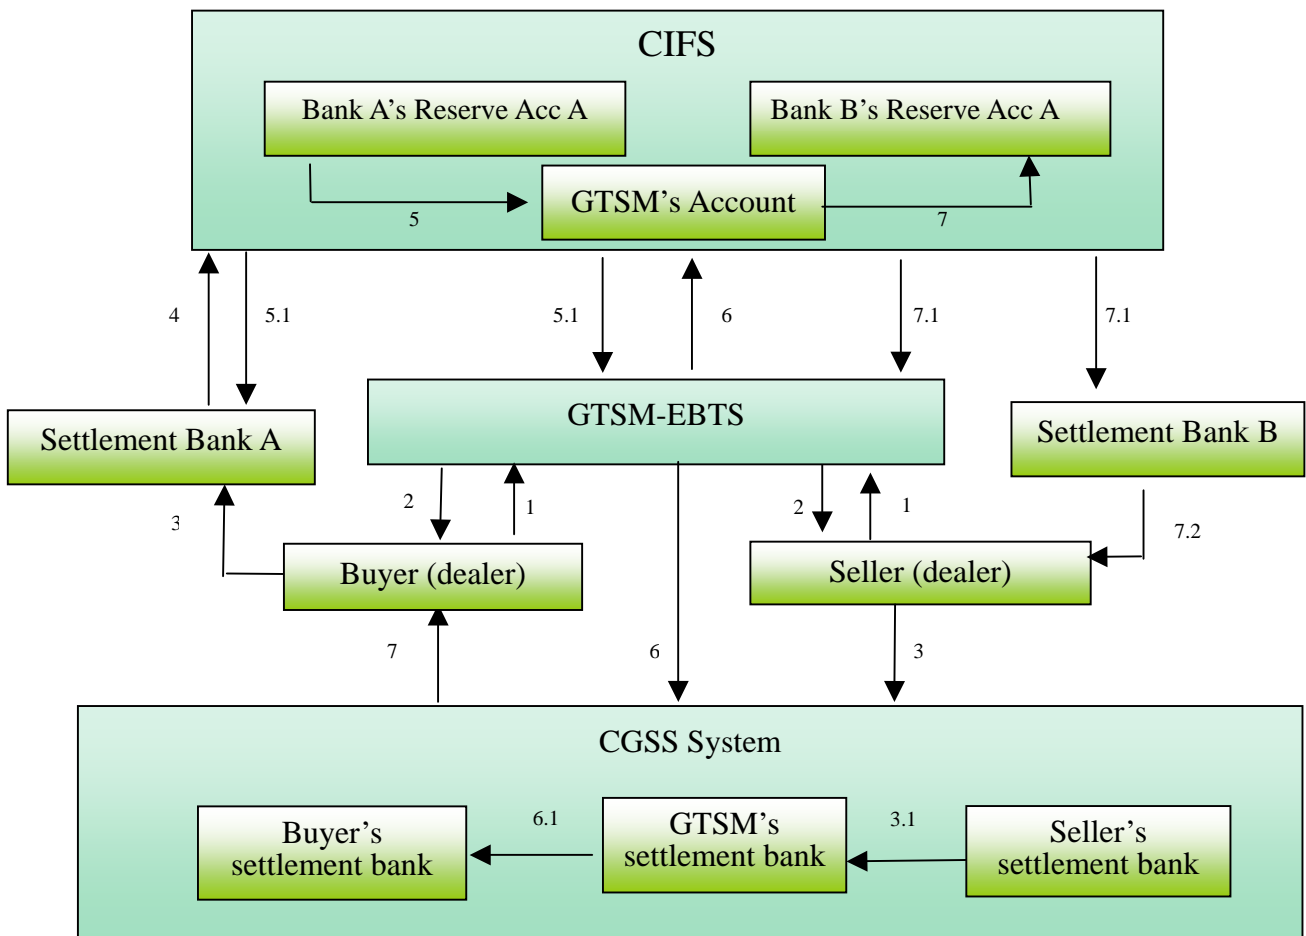 CIFS
Bank A's Reserve Acc A
Bank B's Reserve Acc A
GTSM's Account
5
7
4
5.1
5.1
6
7.1
7.1
GTSM-EBTS
Settlement Bank A
Settlement Bank B
2
1
2
1
3
7.2
Buyer (dealer)
Seller (dealer)
7
6
3
CGSS System
Buyer's
settlement bank
6.1
GTSM's
settlement bank
3.1
Seller's
settlement bank